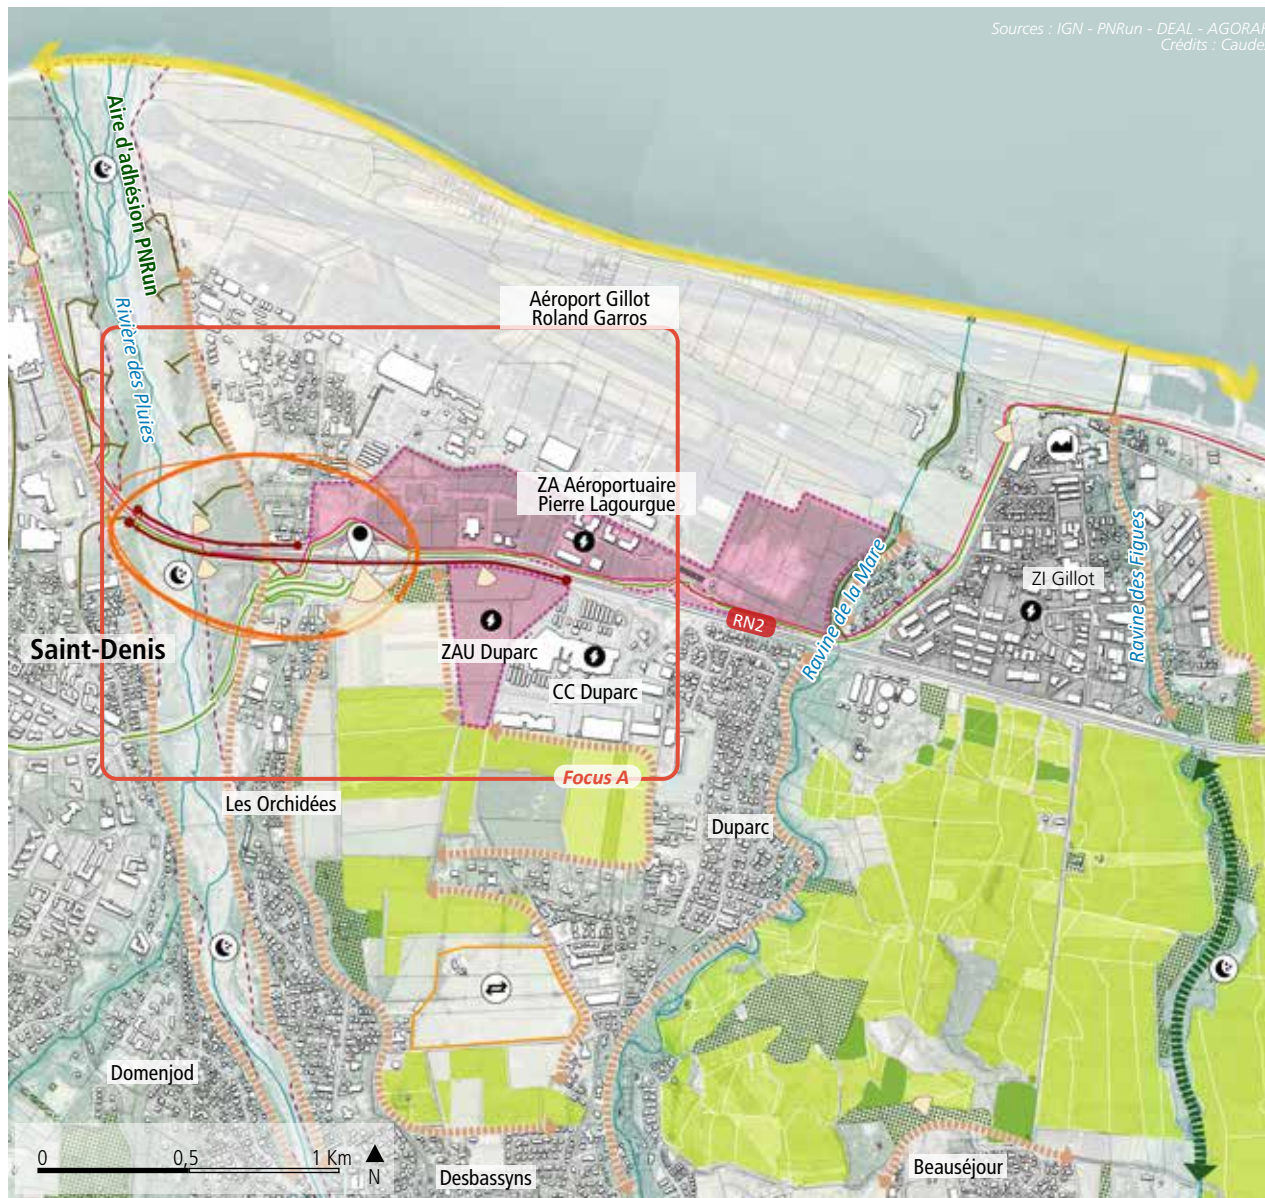 Sources : IGN - PNRun - DEAL - AGORAH
Crédits : Caude
Aire d'adhésion PNRun
Rivière des Pluies
Aéroport Gillot
Roland Garros
ZA Aéroportuaire
Pierre Lagourgue
RN2
Ravine de la Mare
ZI Gillot
Ravine des Figues
Saint-Denis
ZAU Duparc
CC Duparc
Focus A
Les Orchidées
Duparc
Domenjod
0
0,5
1 Km
N
Desbassyns
Beauséjour